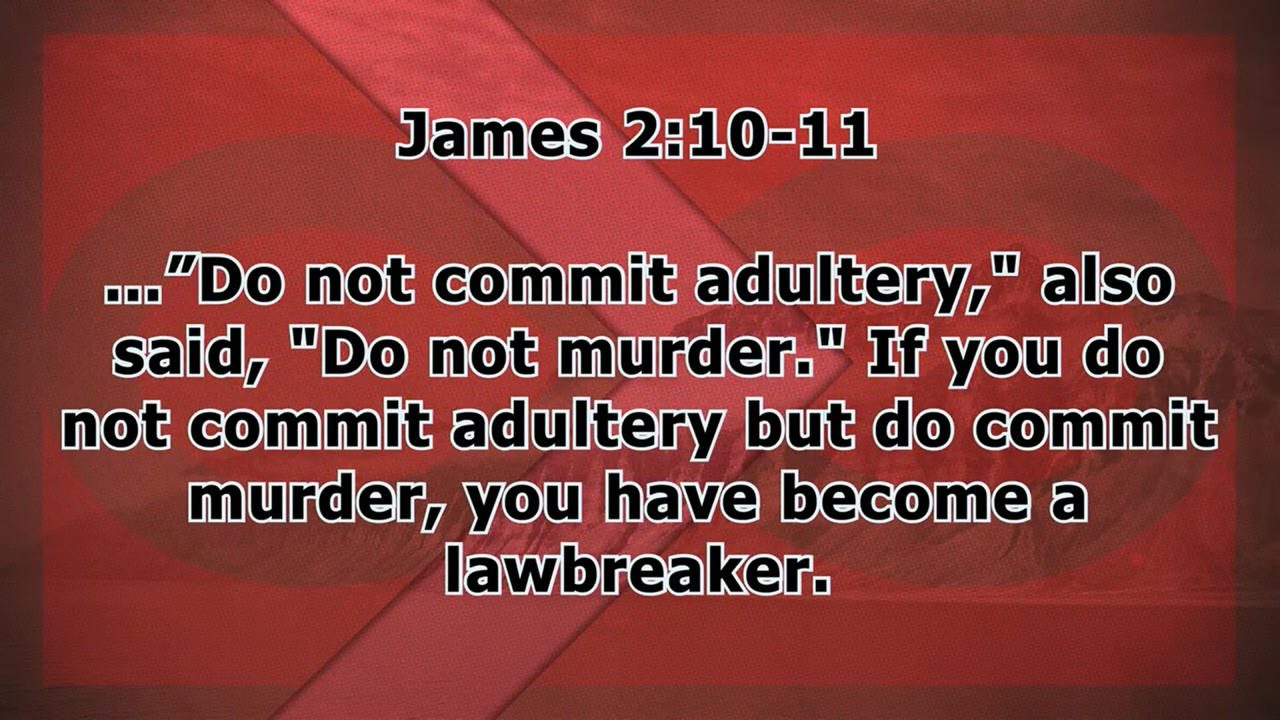 James 2:10-11
...”Do not commit adultery," also
said, "Do not murder." If you do
not commit adultery but do commit
murder, you have become a
lawbreaker.